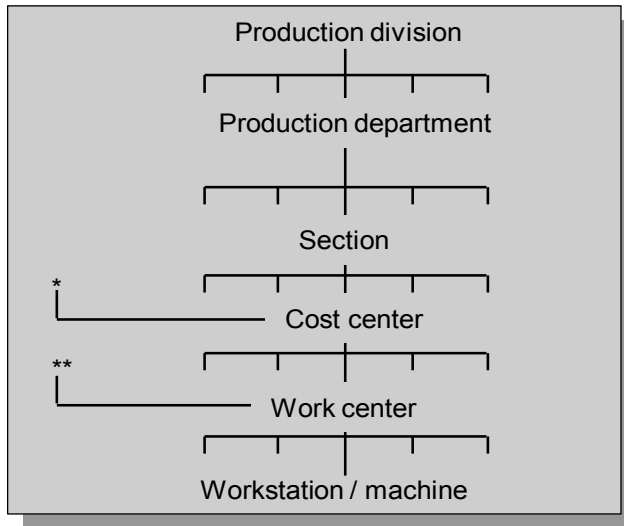 Production division
Production department
Section
*
Cost center
**
Work center
Workstation / machine